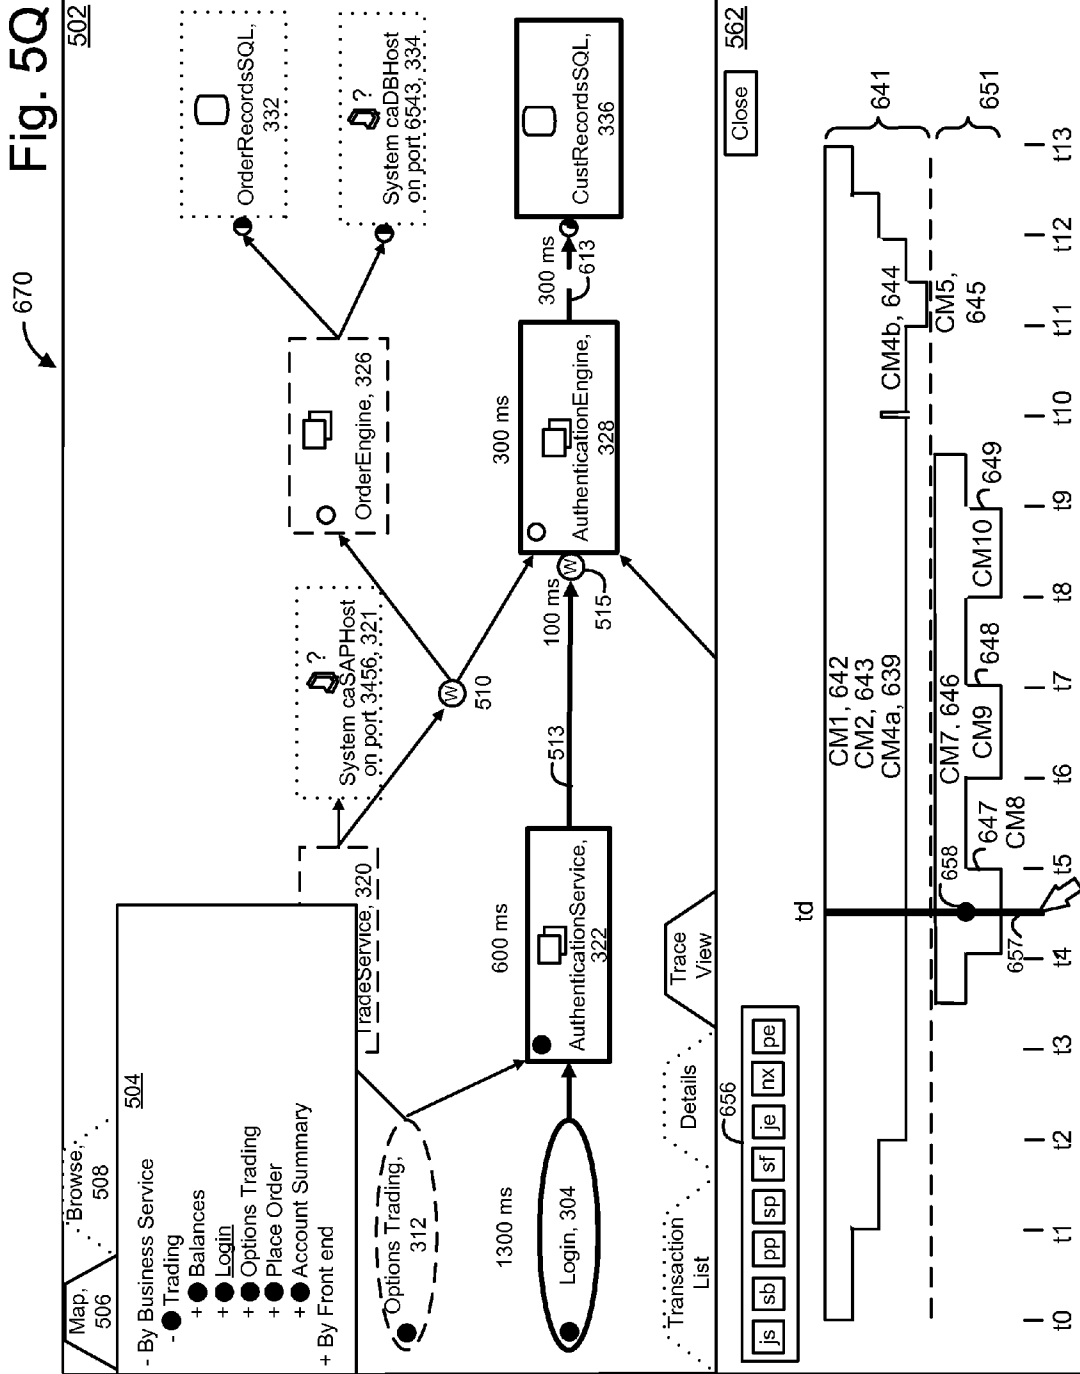 Fig. 5Q
670
502
Map,
506
Browse,
508
504
- By Business Service
- Trading
+ Balances
+ Login
+ Options Trading
+ Place Order
+ Account Summary
+ By Front end
TradeService, 320
?
System caSAPHost
on port 3456, 321
W
510
OrderEngine, 326
OrderRecordsSQL,
332
?
System caDBHost
on port 6543, 334
Options Trading,
312
1300 ms
Login, 304
600 ms
AuthenticationService,
322
513
100 ms
W
515
300 ms
AuthenticationEngine,
328
300 ms
613
CustRecordsSQL,
336
Transaction
List
Details
Trace
View
562
Close
656
js
sb
pp
sp
sf
je
nx
pe
td
CM1, 642
CM2, 643
CM4a, 639
CM4b, 644
CM5,
645
641
651
CM7, 646
658
657
647
CM8
CM9
648
CM10
649
t0
t1
t2
t3
t4
t5
t6
t7
t8
t9
t10
t11
t12
t13